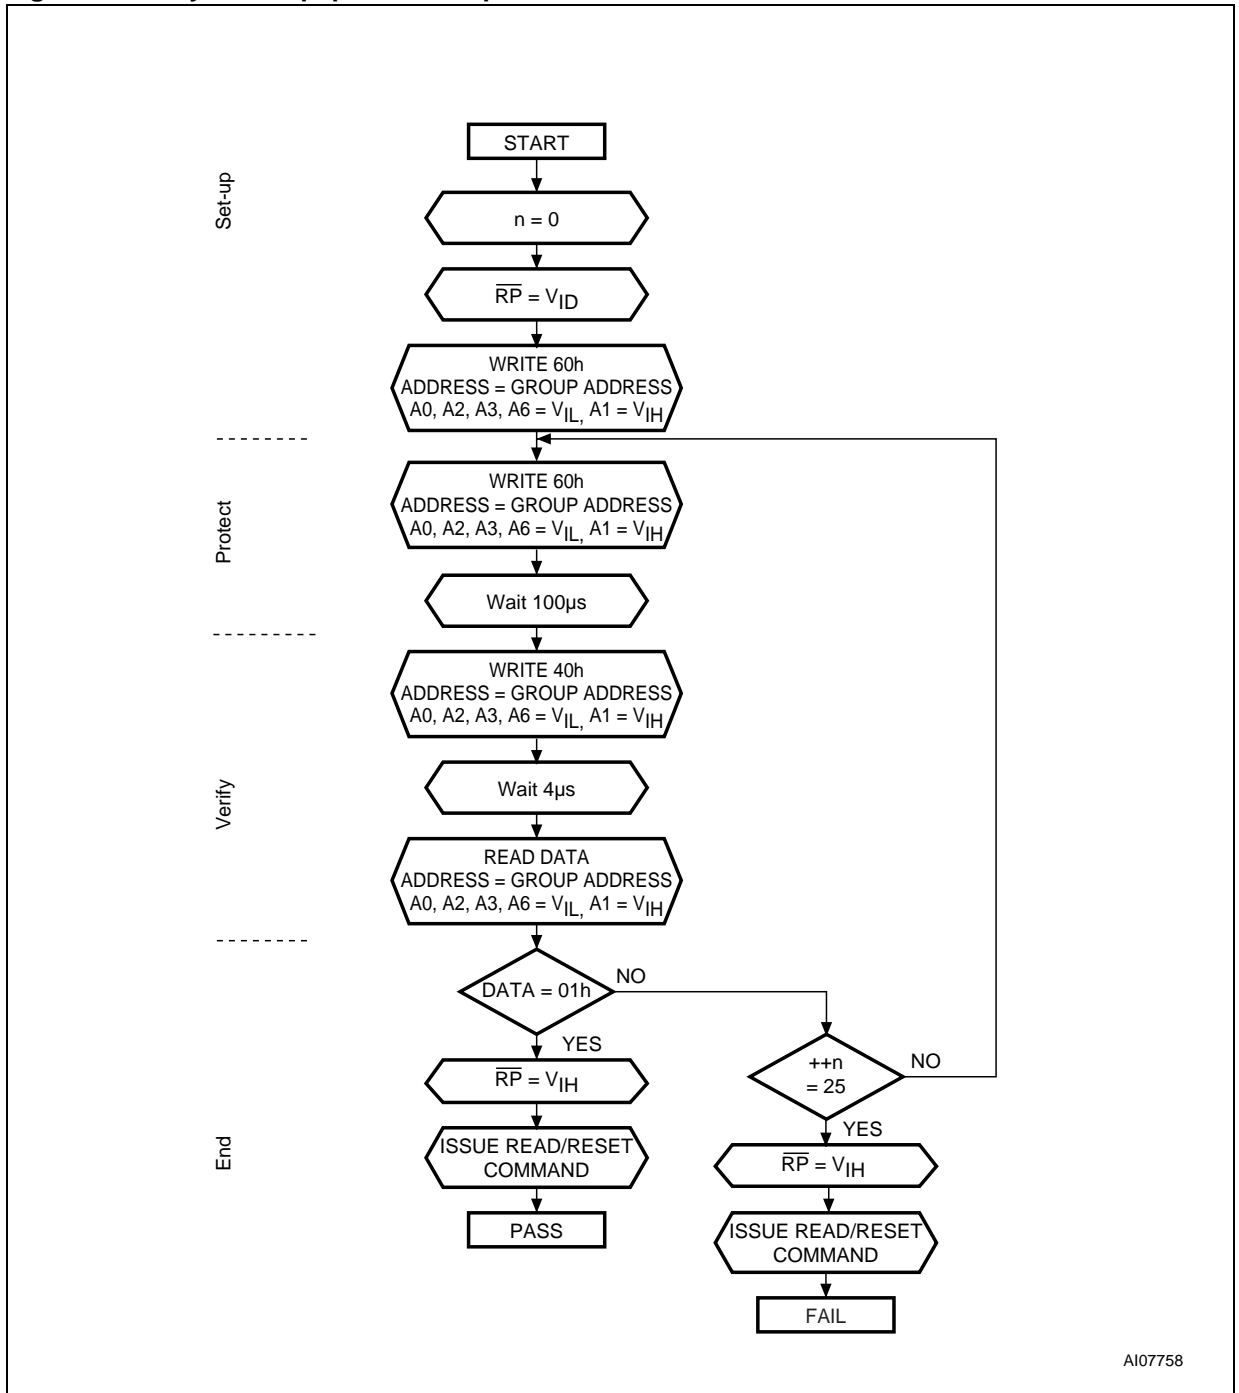 START
Set-up
n = 0
RP = VID
WRITE 60h
ADDRESS = GROUP ADDRESS
A0, A2, A3, A6 = VIL, A1 = VIH
Protect
WRITE 60h
ADDRESS = GROUP ADDRESS
A0, A2, A3, A6 = VIL, A1 = VIH
Wait 100µs
WRITE 40h
ADDRESS = GROUP ADDRESS
A0, A2, A3, A6 = VIL, A1 = VIH
Verify
Wait 4µs
READ DATA
ADDRESS = GROUP ADDRESS
A0, A2, A3, A6 = VIL, A1 = VIH
DATA = 01h
NO
YES
++n
= 25
NO
YES
End
RP = VIH
ISSUE READ/RESET
COMMAND
PASS
RP = VIH
ISSUE READ/RESET
COMMAND
FAIL
AI07758